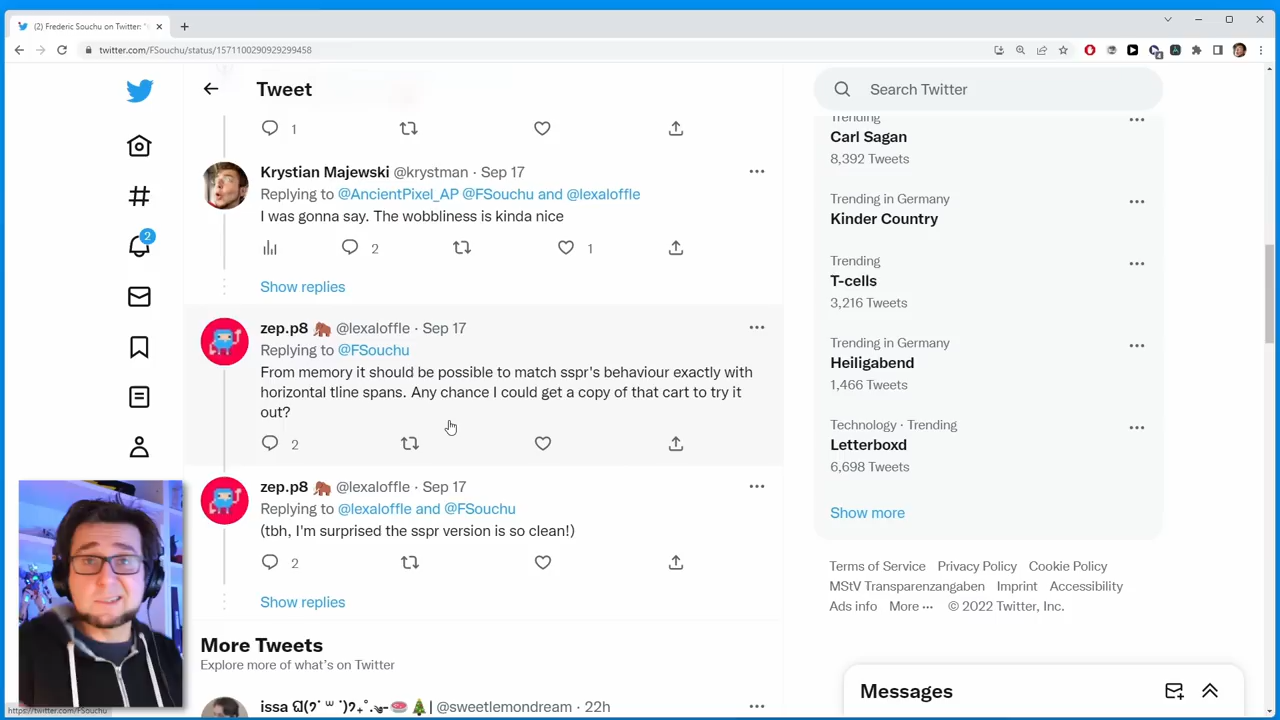 (2) Frederic Souchu on Twitter: "
twitter.com/FSouchu/status/1571100290929299458
Tweet
Search Twitter
1
Krystian Majewski @krystman · Sep 17
Replying to @AncientPixel_AP @FSouchu and @lexaloffle
I was gonna say. The wobbliness is kinda nice
2
1
Show replies
zep.p8 🦣 @lexaloffle · Sep 17
Replying to @FSouchu
From memory it should be possible to match sspr's behaviour exactly with
horizontal tline spans. Any chance I could get a copy of that cart to try it
out?
2
zep.p8 🦣 @lexaloffle · Sep 17
Replying to @lexaloffle and @FSouchu
(tbh, I'm surprised the sspr version is so clean!)
2
Show replies
More Tweets
Explore more of what's on Twitter
issa @sweetlemondream · 22h
2
Trending
Carl Sagan
8,392 Tweets
Trending in Germany
Kinder Country
Trending
T-cells
3,216 Tweets
Trending in Germany
Heiligabend
1,466 Tweets
Technology · Trending
Letterboxd
6,698 Tweets
Show more
Terms of Service Privacy Policy Cookie Policy
MStV Transparenzangaben Imprint Accessibility
Ads info More ··· © 2022 Twitter, Inc.
Messages
https://twitter.com/FSouchu